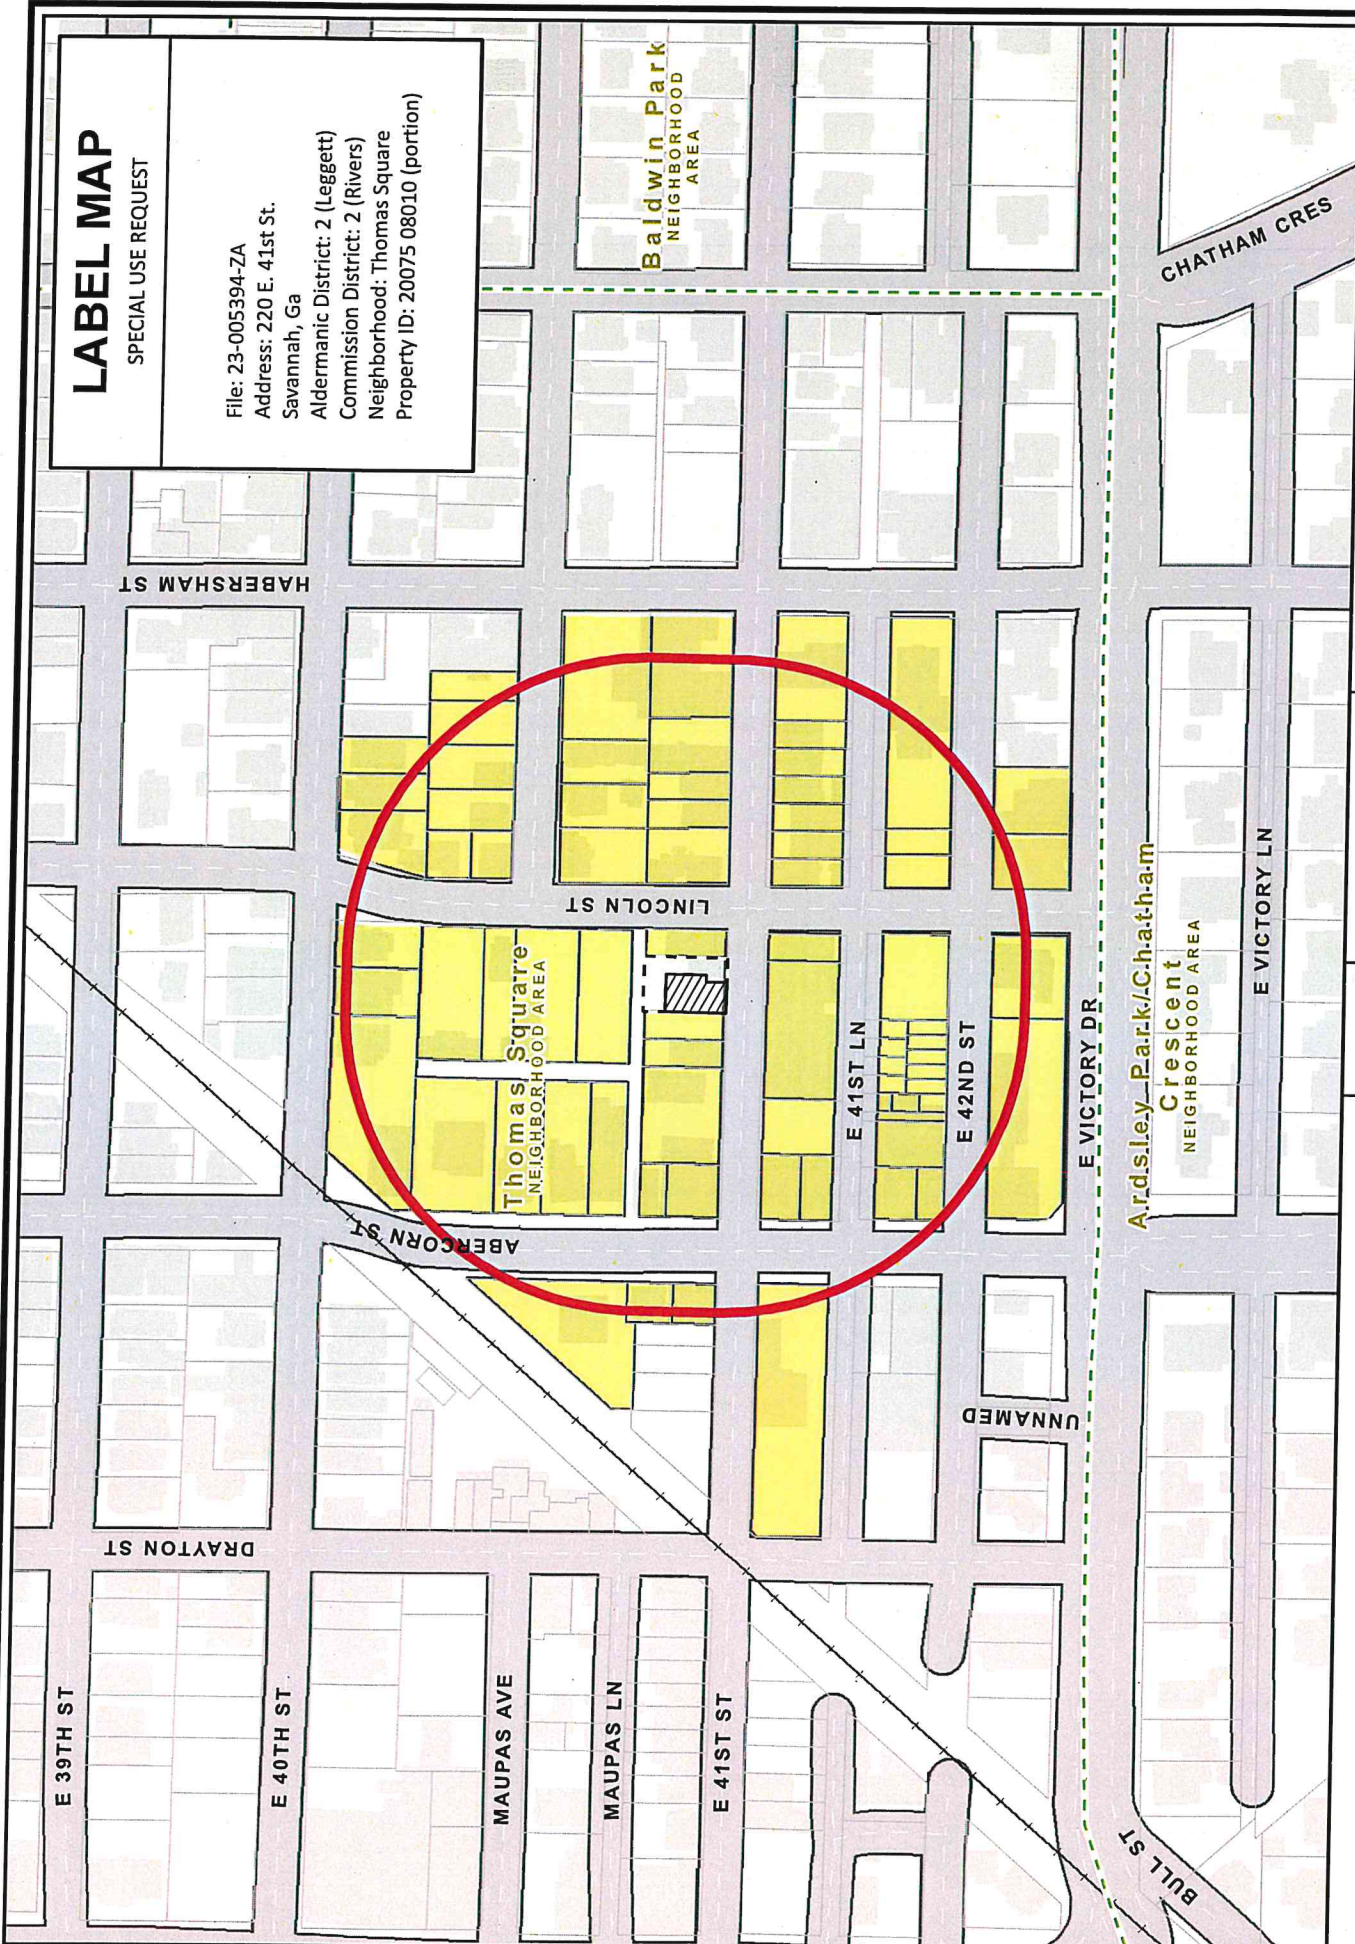 LABEL MAP
SPECIAL USE REQUEST
File: 23-005394-ZA
Address: 220 E. 41st St.
Savannah, Ga
Aldermanic District: 2 (Leggett)
Commission District: 2 (Rivers)
Neighborhood: Thomas Square
Property ID: 20075 08010 (portion)
Baldwin Park
NEIGHBORHOOD
AREA
CHATHAM CRES
HABERSHAM ST
LINCOLN ST
Thomas Square
NEIGHBORHOOD AREA
ABERCORN ST
E 41ST LN
E 42ND ST
E VICTORY DR
Ardsley Park/Chatham
Crescent
NEIGHBORHOOD AREA
E VICTORY LN
UNNAMED
DRAYTON ST
E 39TH ST
E 40TH ST
MAUPAS AVE
MAUPAS LN
E 41ST ST
BULL ST